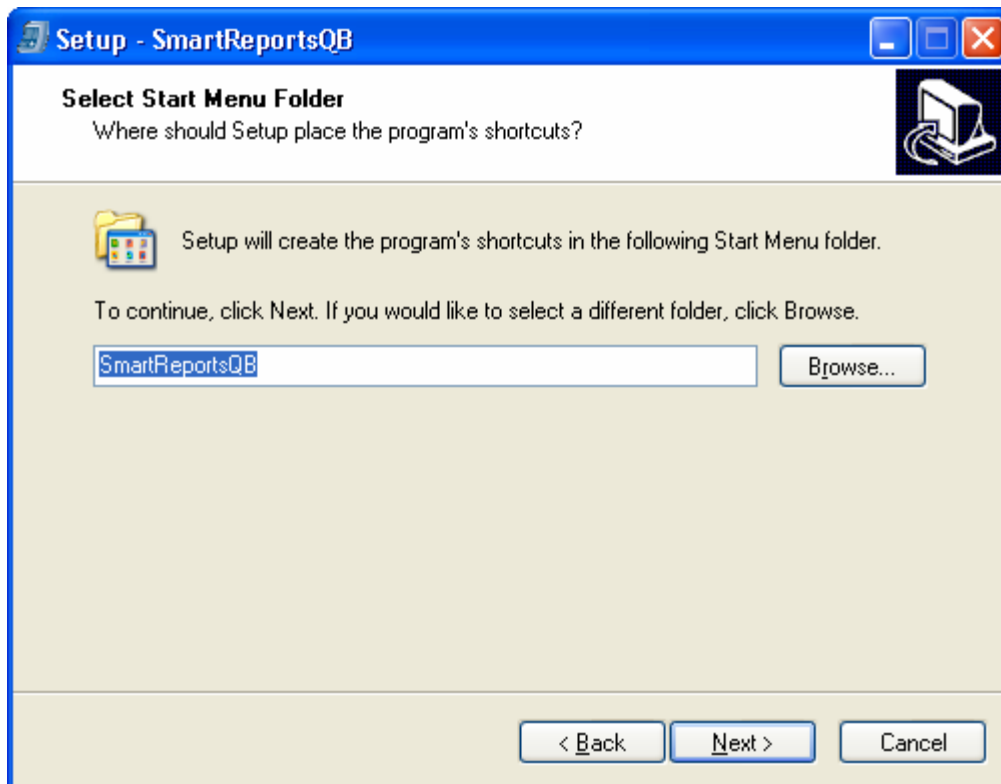 Setup - SmartReportsQB
Select Start Menu Folder
Where should Setup place the program's shortcuts?
Setup will create the program's shortcuts in the following Start Menu folder.
To continue, click Next. If you would like to select a different folder, click Browse.
SmartReportsQB
Browse...
< Back
Next >
Cancel